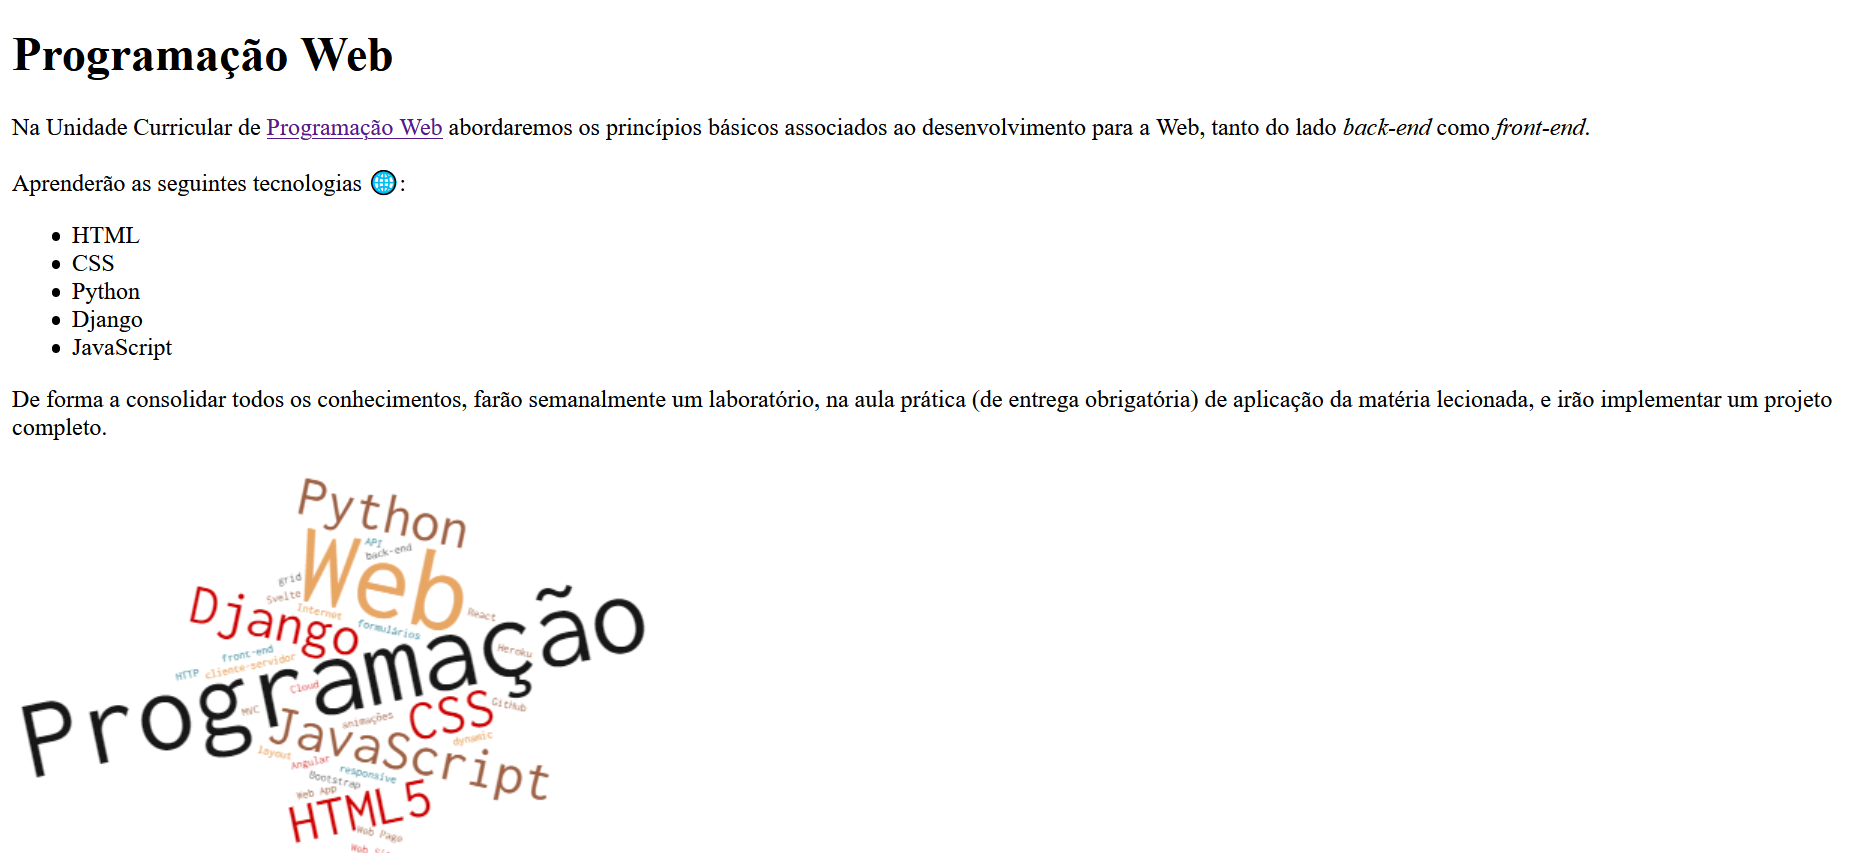 Programação Web
Na Unidade Curricular de Programação Web abordaremos os princípios básicos associados ao desenvolvimento para a Web, tanto do lado back-end como front-end.
Aprenderão as seguintes tecnologias 🌐:
HTML
CSS
Python
Django
JavaScript
De forma a consolidar todos os conhecimentos, farão semanalmente um laboratório, na aula prática (de entrega obrigatória) de aplicação da matéria lecionada, e irão implementar um projeto
completo.
Python
API
back-end
Web
grid
Svelte
Internet
React
Django
formulários
front-end
Heroku
HTTP
cliente-servidor
Programação
Cloud
MVC
CSS
GitHub
animações
JavaScript
dynamic
layout
Angular
responsive
Bootstrap
Web App
HTML5
Web Page